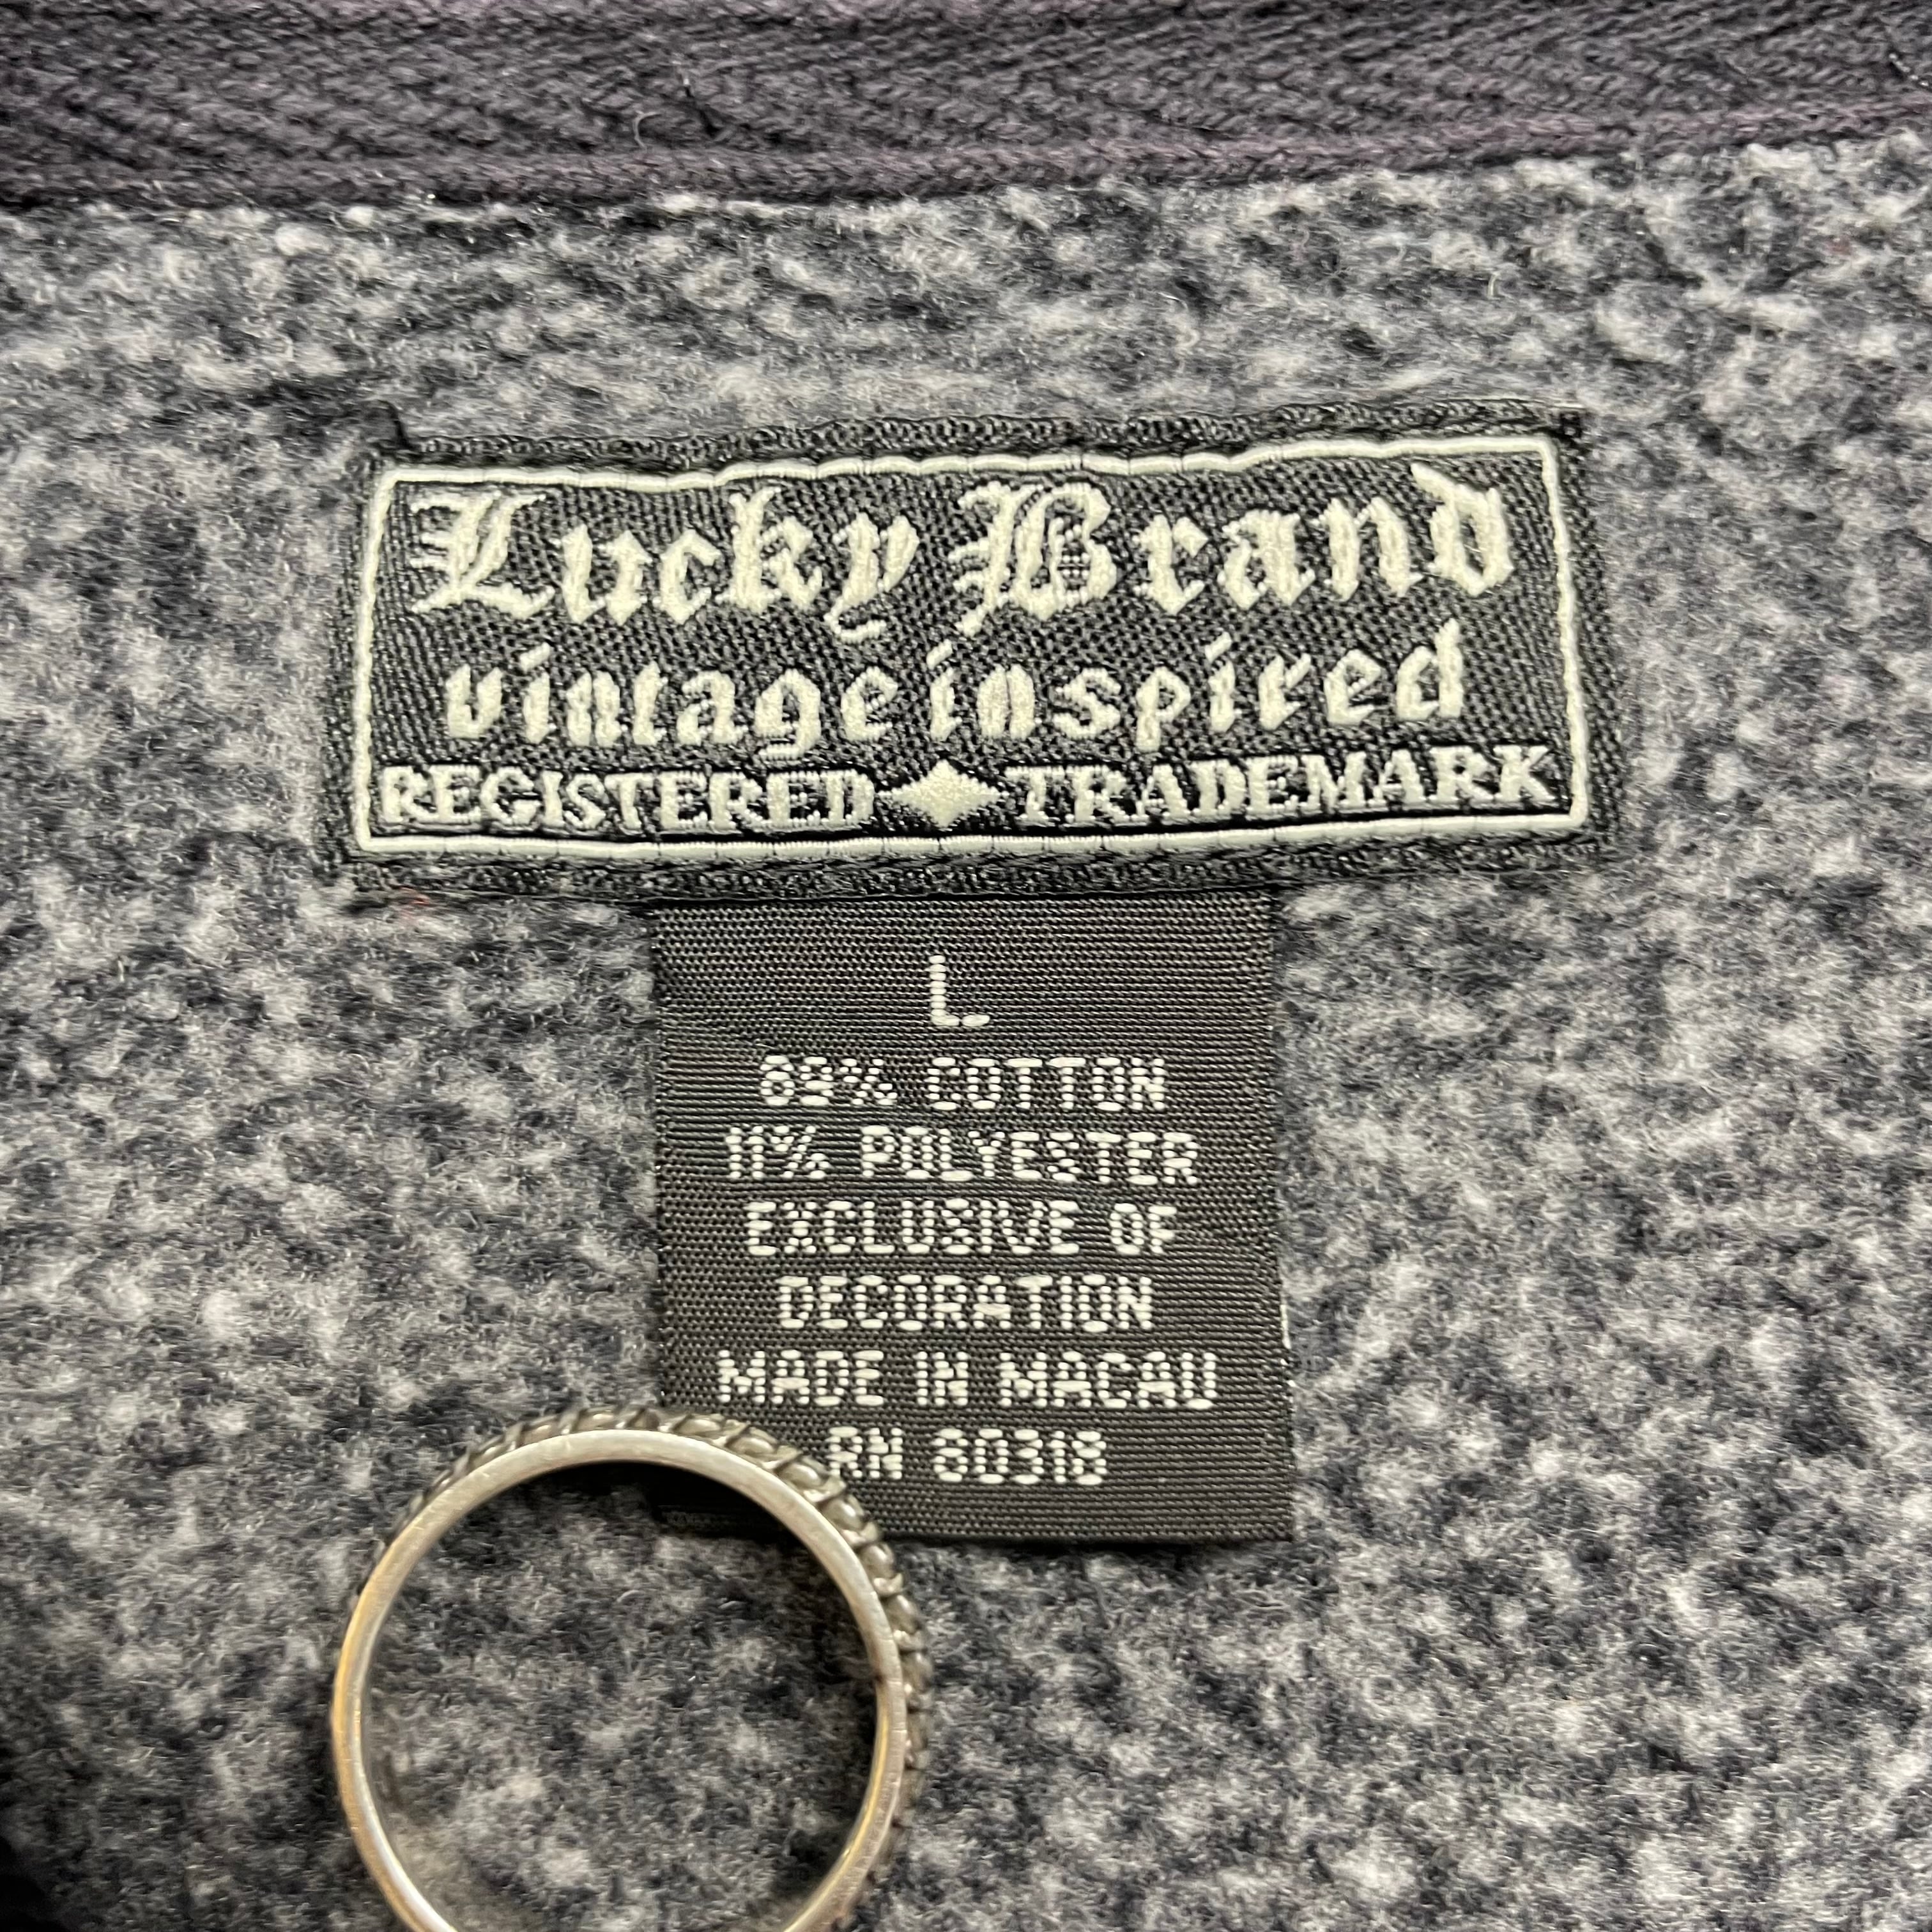 Lucky Brand
vintage inspired
REGISTERED TRADEMARK
L
89% COTTON
11% POLYESTER
EXCLUSIVE OF
DECORATION
MADE IN MACAU
RN 80318